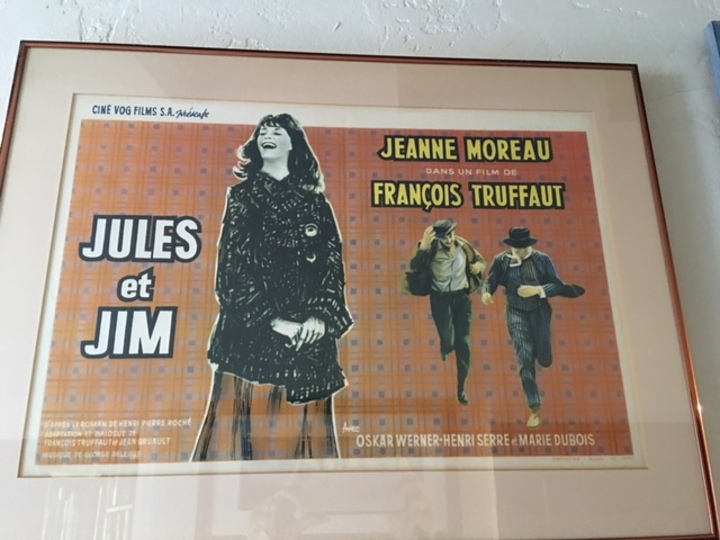 CINÉ VOG FILMS S.A. présente
JEANNE MOREAU
DANS UN FILM DE
FRANÇOIS TRUFFAUT
JULES
et
JIM
D'APRÈS LE ROMAN DE HENRI PIERRE ROCHÉ
ADAPTATION ET DIALOGUE DE
FRANÇOIS TRUFFAUT et JEAN GRUAULT
MUSIQUE DE GEORGE DELERUE
Avec
OSKAR WERNER-HENRI SERRE et MARIE DUBOIS